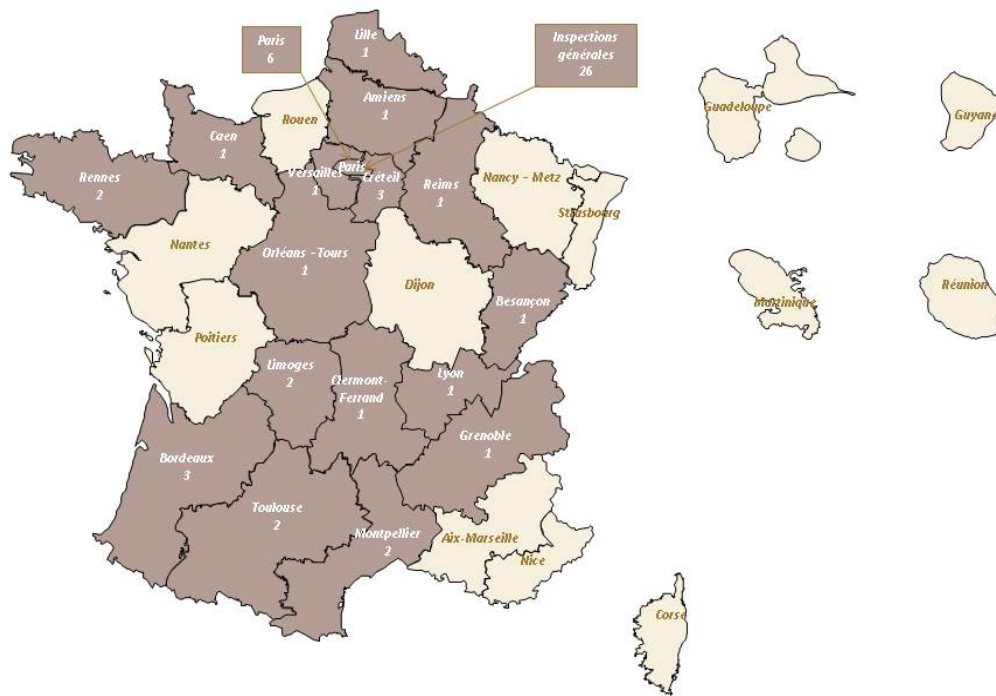 Lille
1
Paris
6
Inspections
générales
26
Amiens
1
Rouen
Caen
1
Guadeloupe
Guyane
Versailles
1
Paris
Créteil
3
Reims
1
Nancy - Metz
Rennes
2
Strasbourg
Nantes
Orléans -Tours
1
Dijon
Besançon
1
Martinique
Réunion
Poitiers
Limoges
2
Clermont-
Ferrand
1
Lyon
1
Grenoble
1
Bordeaux
3
Toulouse
2
Montpellier
2
Aix-Marseille
Nice
Corse